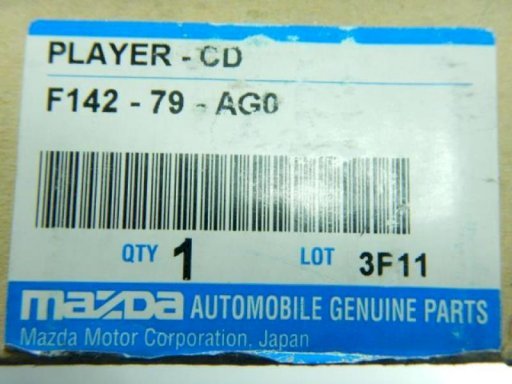 PLAYER - CD
F142 - 79 - AG0
QTY 1 LOT 3F11
mazda AUTOMOBILE GENUINE PARTS
Mazda Motor Corporation, Japan